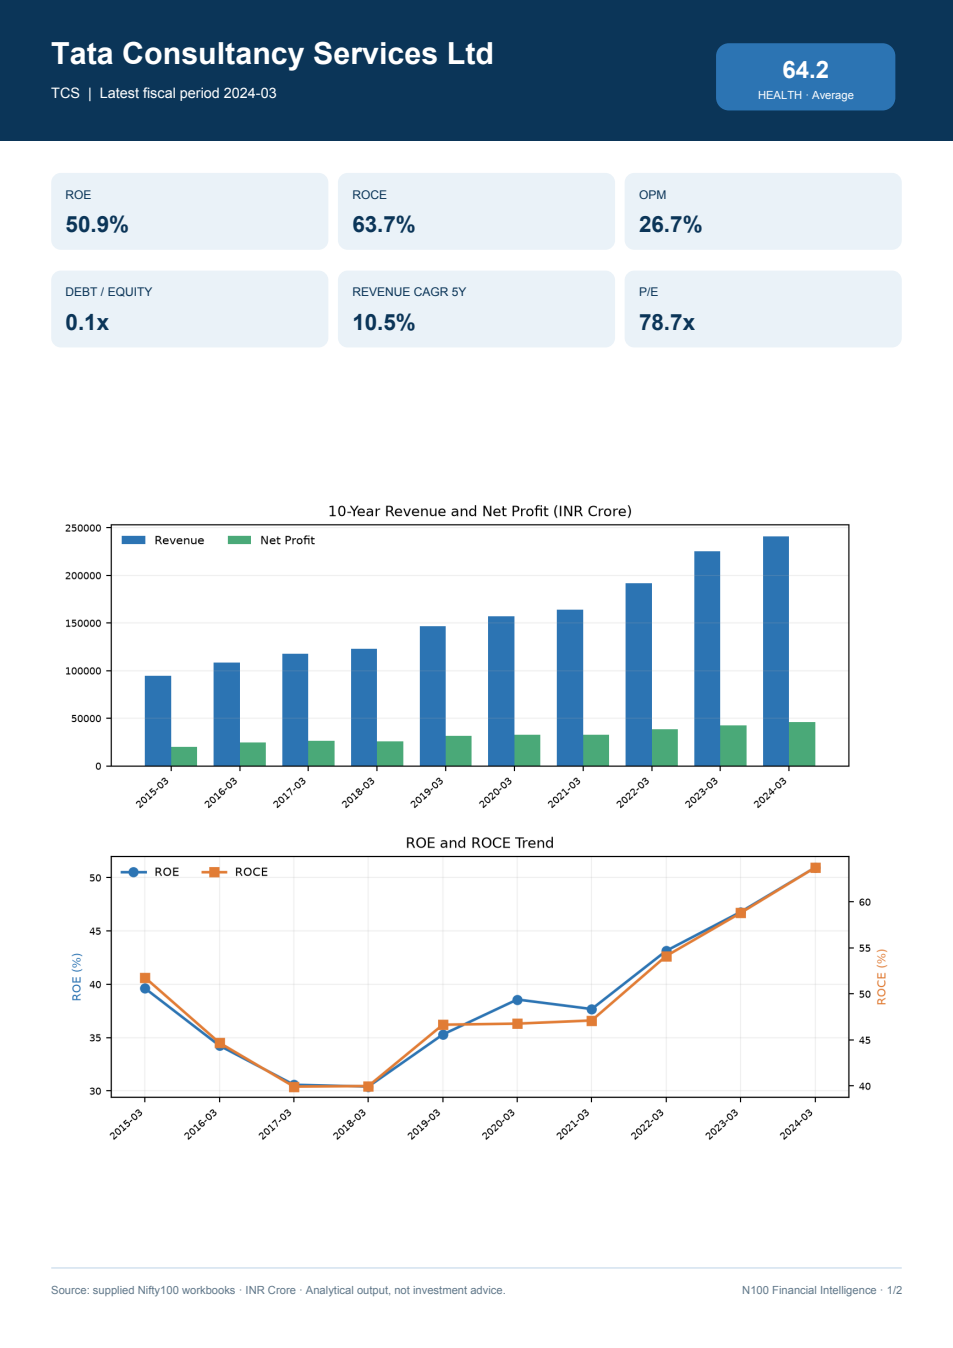 Tata Consultancy Services Ltd
TCS | Latest fiscal period 2024-03
64.2
HEALTH · Average
ROE
50.9%
ROCE
63.7%
OPM
26.7%
DEBT / EQUITY
0.1x
REVENUE CAGR 5Y
10.5%
P/E
78.7x
10-Year Revenue and Net Profit (INR Crore)
Revenue Net Profit
250000
200000
150000
100000
50000
0
2015-03 2016-03 2017-03 2018-03 2019-03 2020-03 2021-03 2022-03 2023-03 2024-03
ROE and ROCE Trend
ROE ROCE
ROE (%)
50
45
40
35
30
60
55
50
45
40
ROCE (%)
2015-03 2016-03 2017-03 2018-03 2019-03 2020-03 2021-03 2022-03 2023-03 2024-03
Source: supplied Nifty100 workbooks · INR Crore · Analytical output, not investment advice.
N100 Financial Intelligence · 1/2